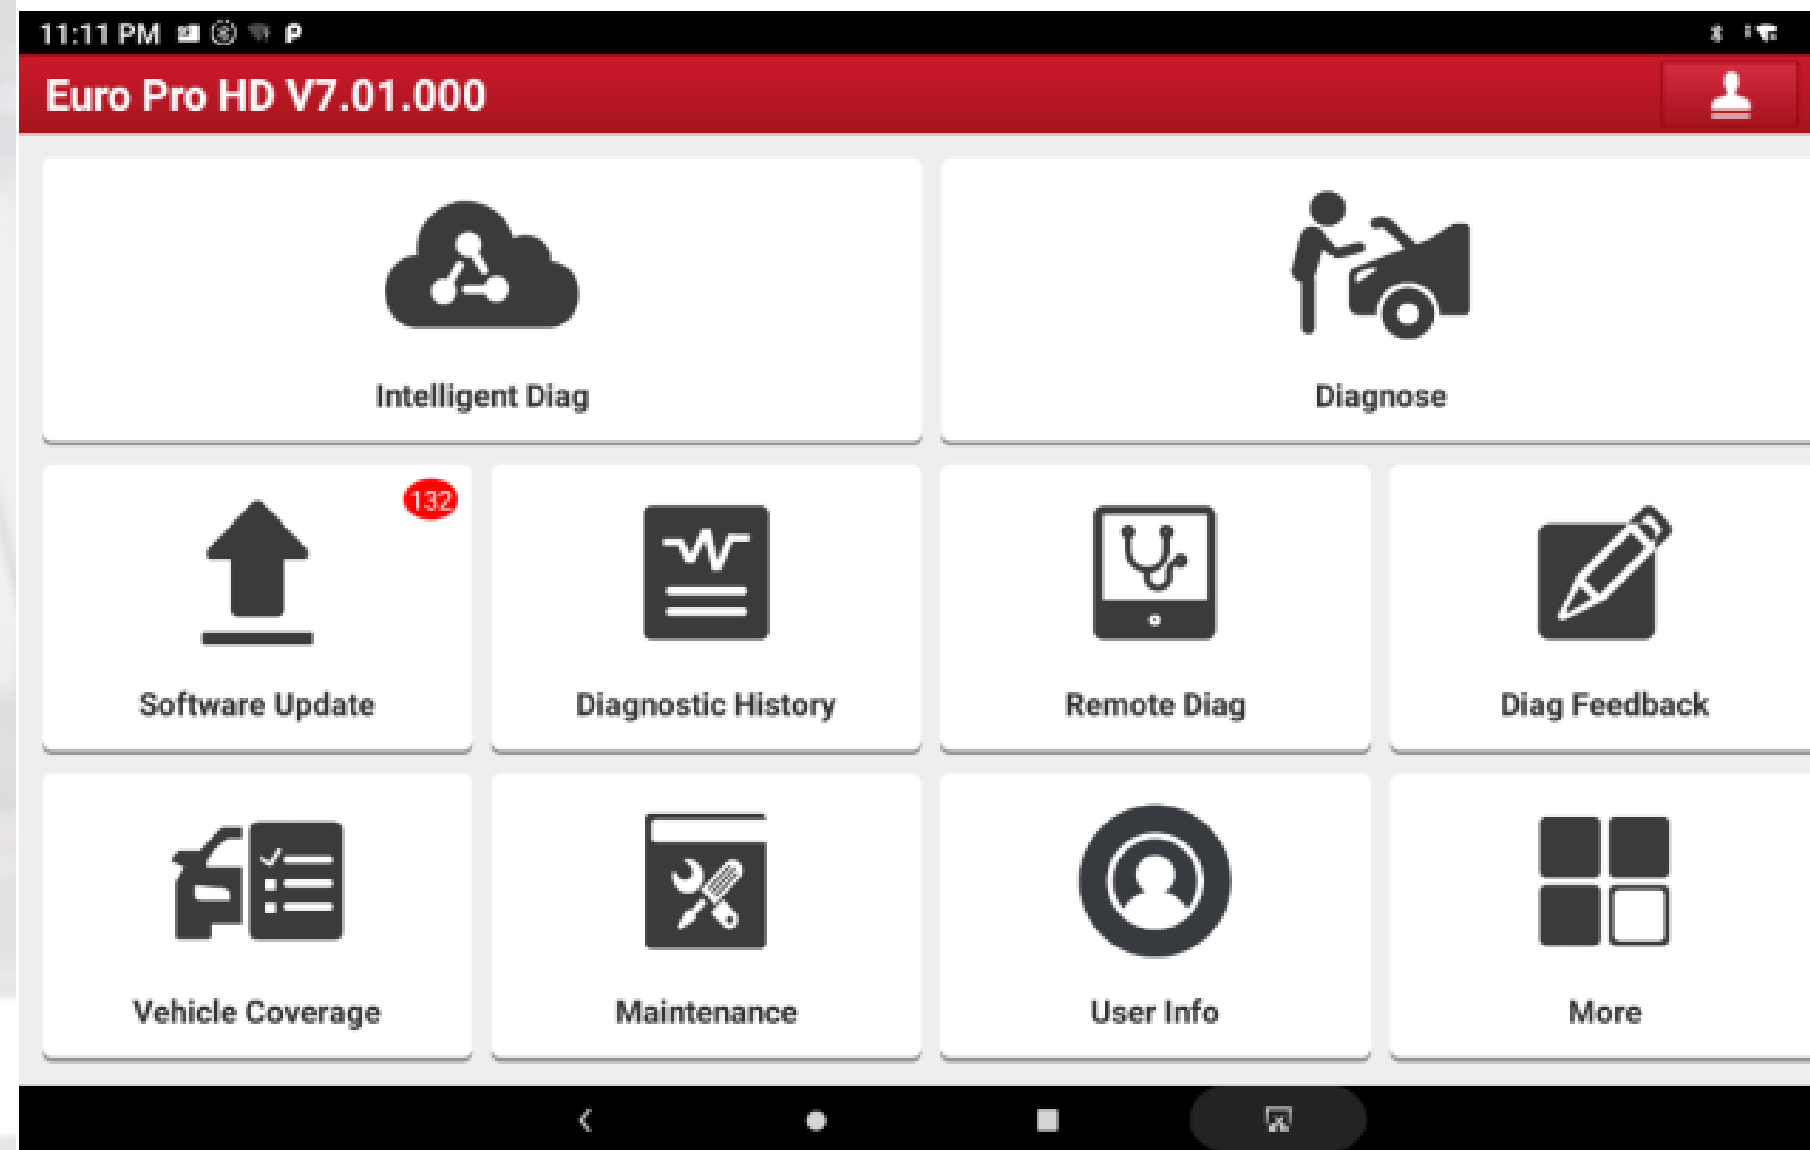 11:11 PM
Euro Pro HD V7.01.000
Intelligent Diag
Diagnose
132
Software Update
Diagnostic History
Remote Diag
Diag Feedback
Vehicle Coverage
Maintenance
User Info
More